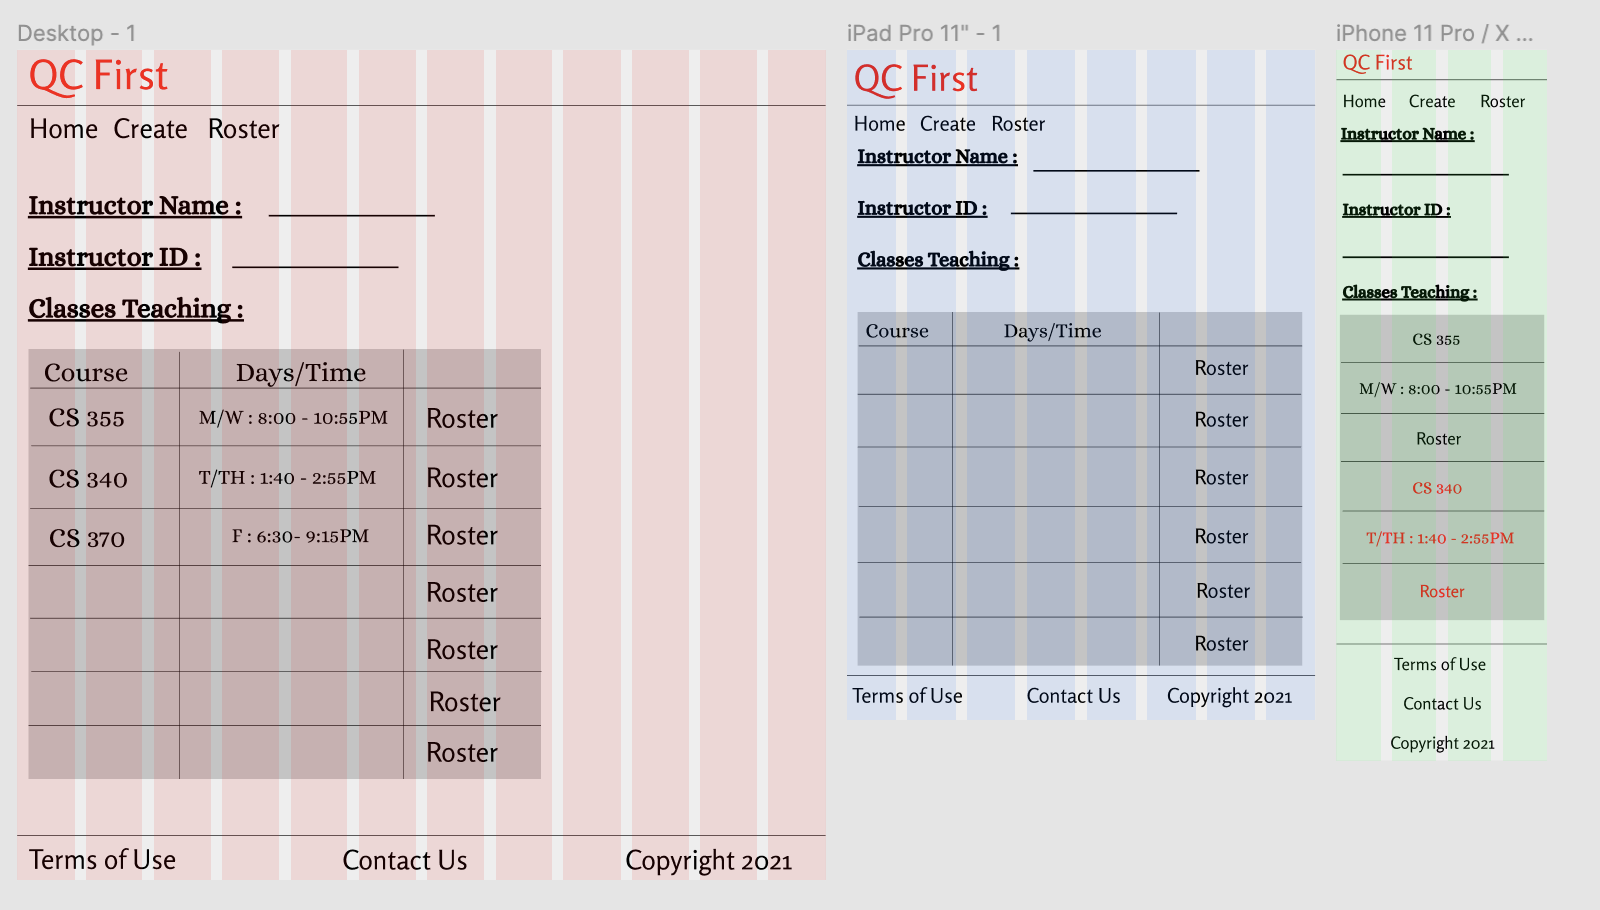 Desktop - 1
QC First
Home Create Roster
Instructor Name :
Instructor ID :
Classes Teaching :
Course Days/Time
CS 355 M/W : 8:00 - 10:55PM Roster
CS 340 T/TH : 1:40 - 2:55PM Roster
CS 370 F : 6:30- 9:15PM Roster
Roster
Roster
Roster
Roster
Terms of Use Contact Us Copyright 2021
iPad Pro 11" - 1
QC First
Home Create Roster
Instructor Name :
Instructor ID :
Classes Teaching :
Course Days/Time
Roster
Roster
Roster
Roster
Roster
Roster
Terms of Use Contact Us Copyright 2021
iPhone 11 Pro / X ...
QC First
Home Create Roster
Instructor Name :
Instructor ID :
Classes Teaching :
CS 355
M/W : 8:00 - 10:55PM
Roster
CS 340
T/TH : 1:40 - 2:55PM
Roster
Terms of Use
Contact Us
Copyright 2021